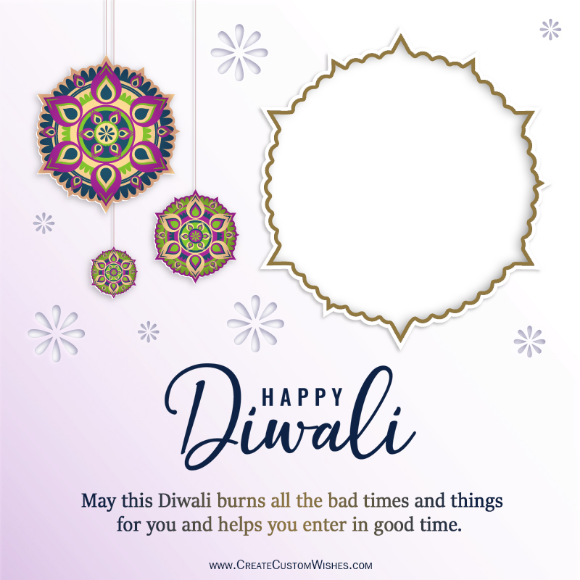 HAPPY
Diwali
May this Diwali burns all the bad times and things
for you and helps you enter in good time.
www.CreateCustomWishes.com